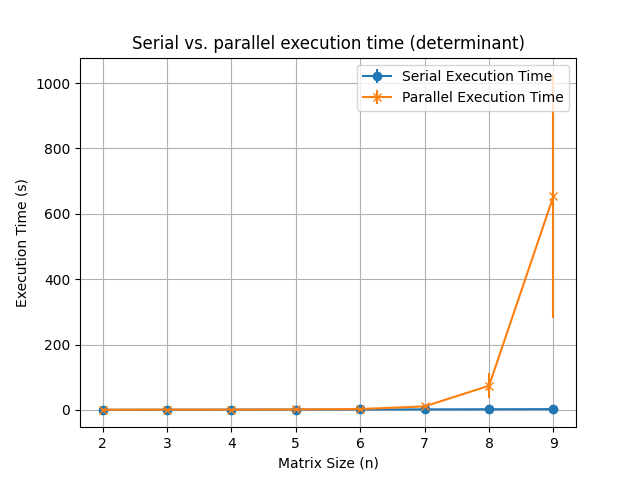 Serial vs. parallel execution time (determinant)
Serial Execution Time
Parallel Execution Time
Execution Time (s)
1000
800
600
400
200
0
2 3 4 5 6 7 8 9
Matrix Size (n)